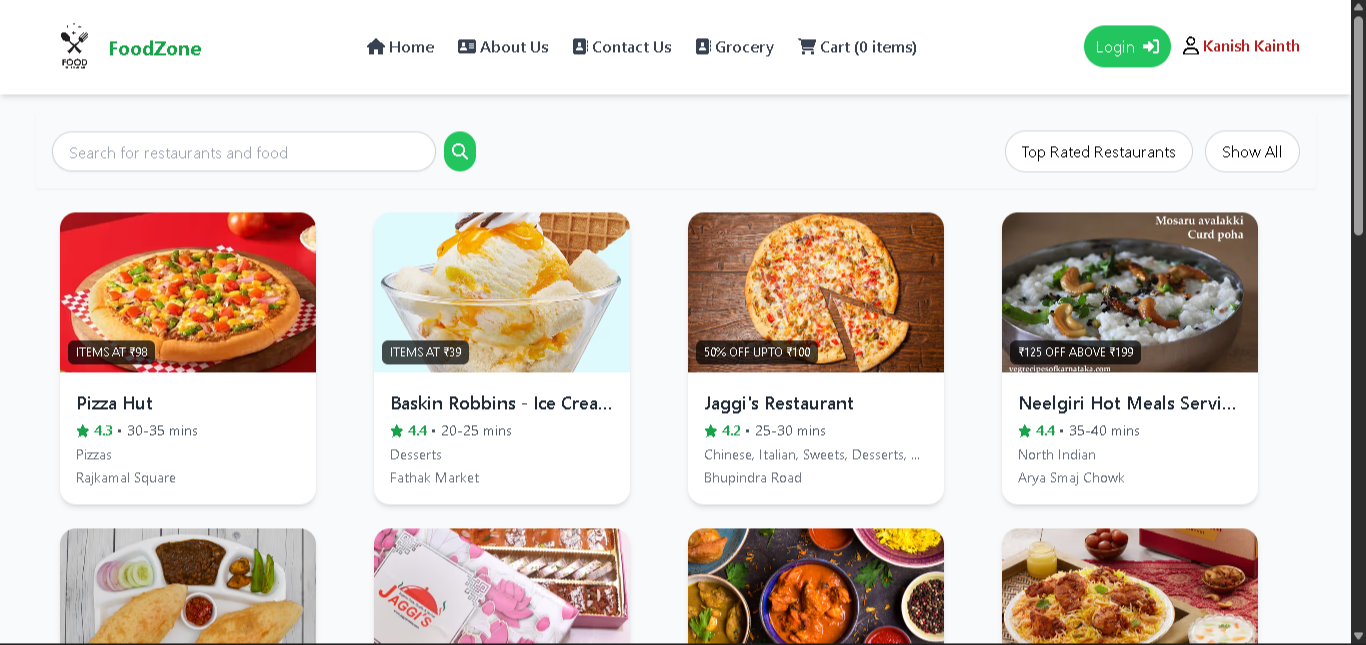 FOOD
FoodZone
Home
About Us
Contact Us
Grocery
Cart (0 items)
Login
Kanish Kainth
Search for restaurants and food
Top Rated Restaurants
Show All
ITEMS AT ₹98
Pizza Hut
4.3 • 30-35 mins
Pizzas
Rajkamal Square
ITEMS AT ₹39
Baskin Robbins - Ice Crea...
4.4 • 20-25 mins
Desserts
Fathak Market
50% OFF UPTO ₹100
Jaggi's Restaurant
4.2 • 25-30 mins
Chinese, Italian, Sweets, Desserts, ...
Bhupindra Road
Mosaru avalakki
Curd poha
₹125 OFF ABOVE ₹199
vegrecipesofkarnataka.com
Neelgiri Hot Meals Servi...
4.4 • 35-40 mins
North Indian
Arya Smaj Chowk
JAGGI'S